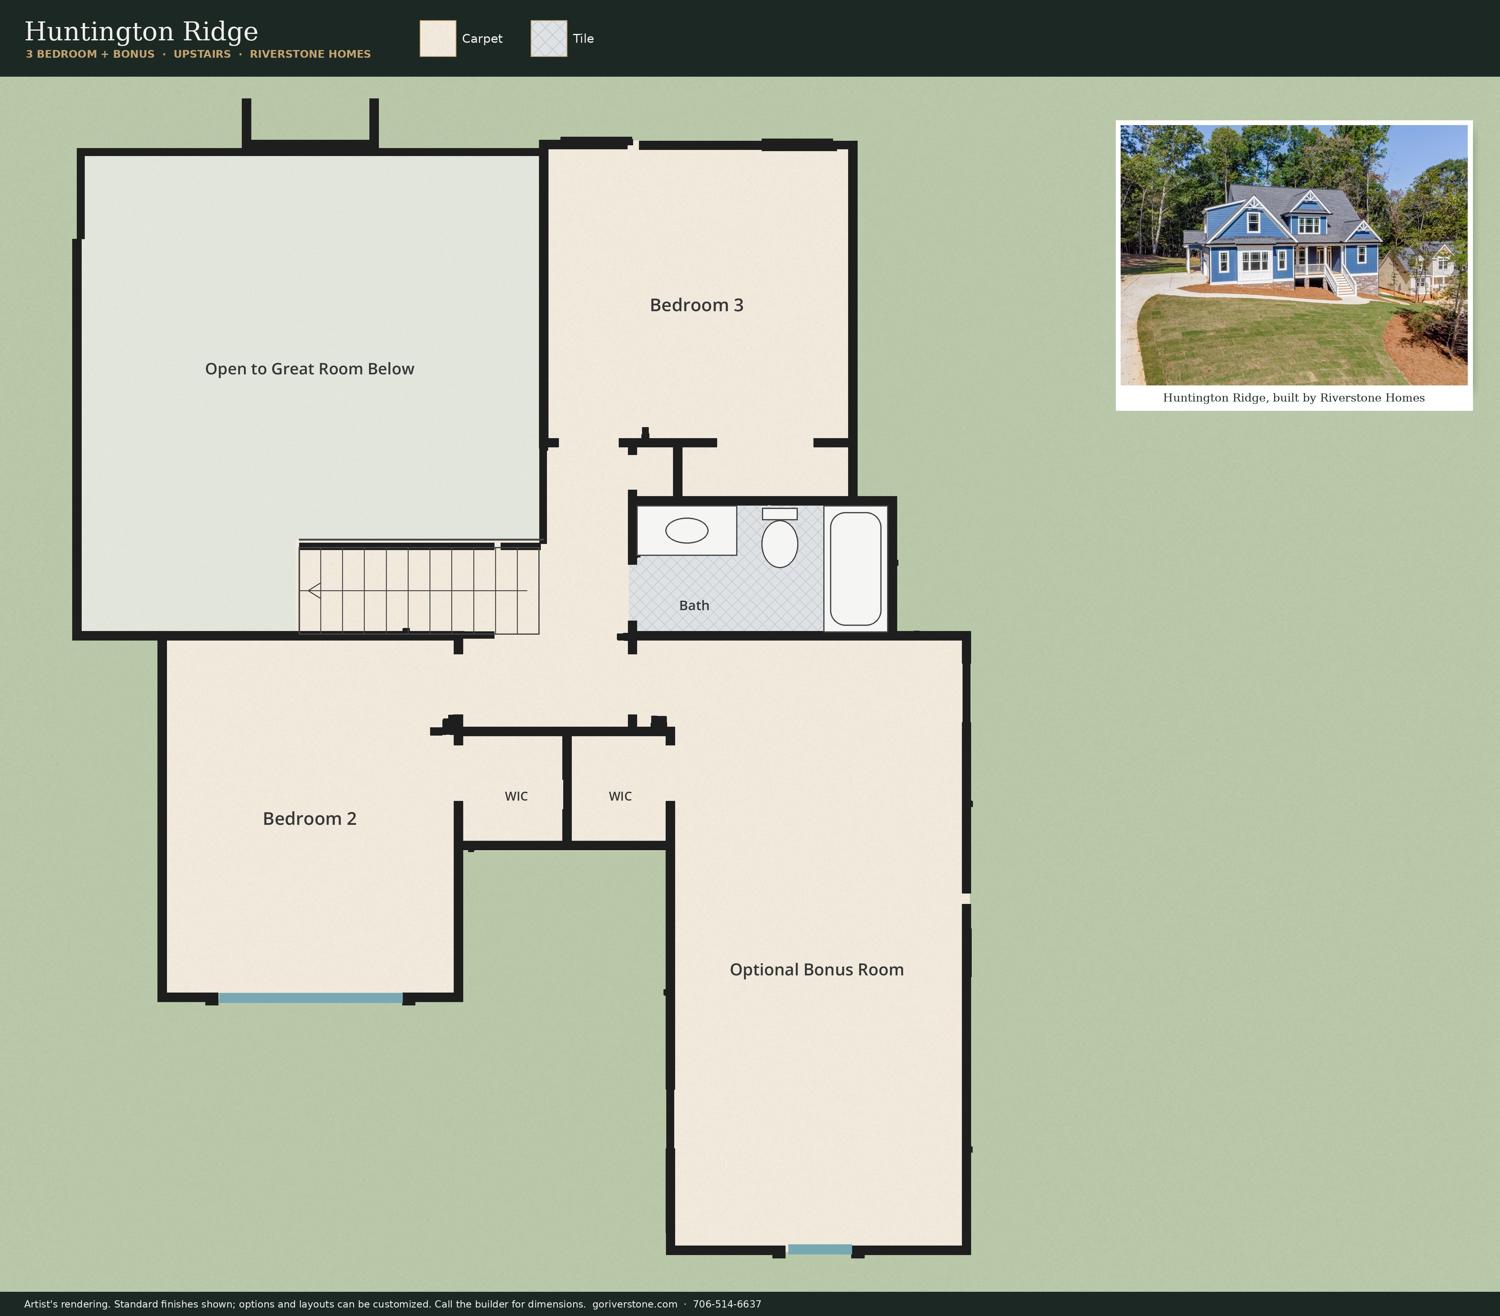 Huntington Ridge
3 BEDROOM + BONUS · UPSTAIRS · RIVERSTONE HOMES
Carpet
Tile
Huntington Ridge, built by Riverstone Homes
Bedroom 3
Open to Great Room Below
Bath
WIC
WIC
Bedroom 2
Optional Bonus Room
Artist's rendering. Standard finishes shown; options and layouts can be customized. Call the builder for dimensions. goriverstone.com · 706-514-6637